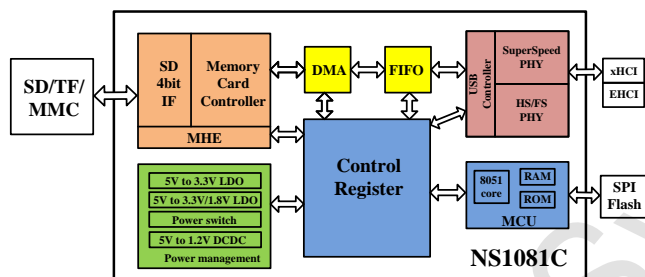 SD/TF/
MMC
SD
4bit
IF
Memory
Card
Controller
MHE
DMA
FIFO
USB
Controller
SuperSpeed
PHY
HS/FS
PHY
xHCI
EHCI
Control
Register
5V to 3.3V LDO
5V to 3.3V/1.8V LDO
Power switch
5V to 1.2V DCDC
Power management
8051
core
RAM
ROM
MCU
SPI
Flash
NS1081C